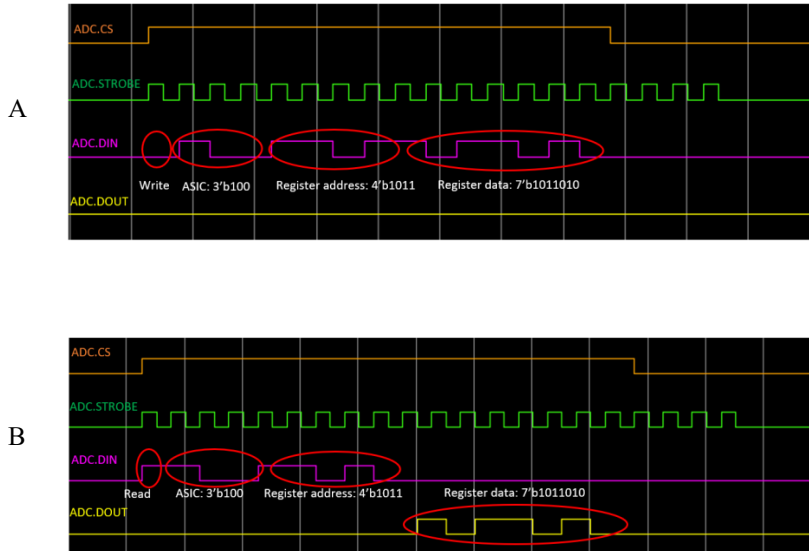 ADC.CS
ADC.STROBE
A
ADC.DIN
Write ASIC: 3'b100 Register address: 4'b1011 Register data: 7'b1011010
ADC.DOUT
ADC.CS
ADC.STROBE
B
ADC.DIN
Read ASIC: 3'b100 Register address: 4'b1011 Register data: 7'b1011010
ADC.DOUT